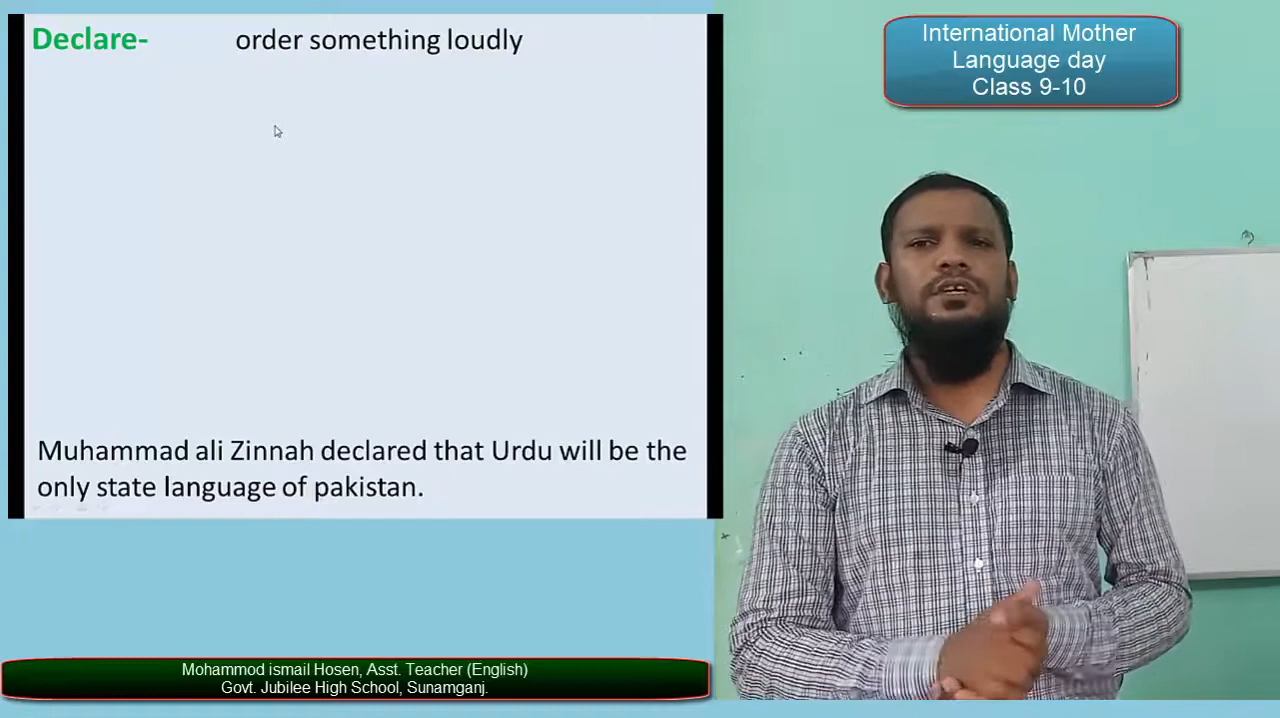 Declare- order something loudly
Muhammad ali Zinnah declared that Urdu will be the
only state language of pakistan.
International Mother
Language day
Class 9-10
Mohammod ismail Hosen, Asst. Teacher (English)
Govt. Jubilee High School, Sunamganj.